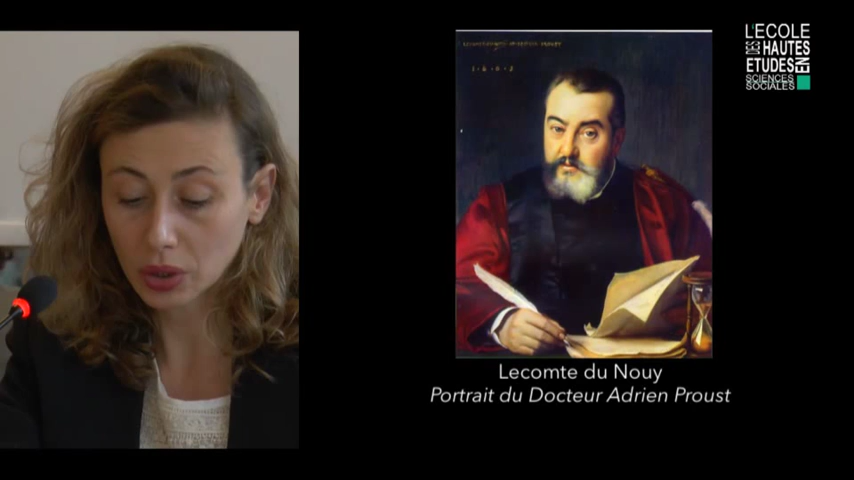 L'ECOLE
DES HAUTES
ETUDES EN
SCIENCES
SOCIALES
Lecomte du Nouy
Portrait du Docteur Adrien Proust